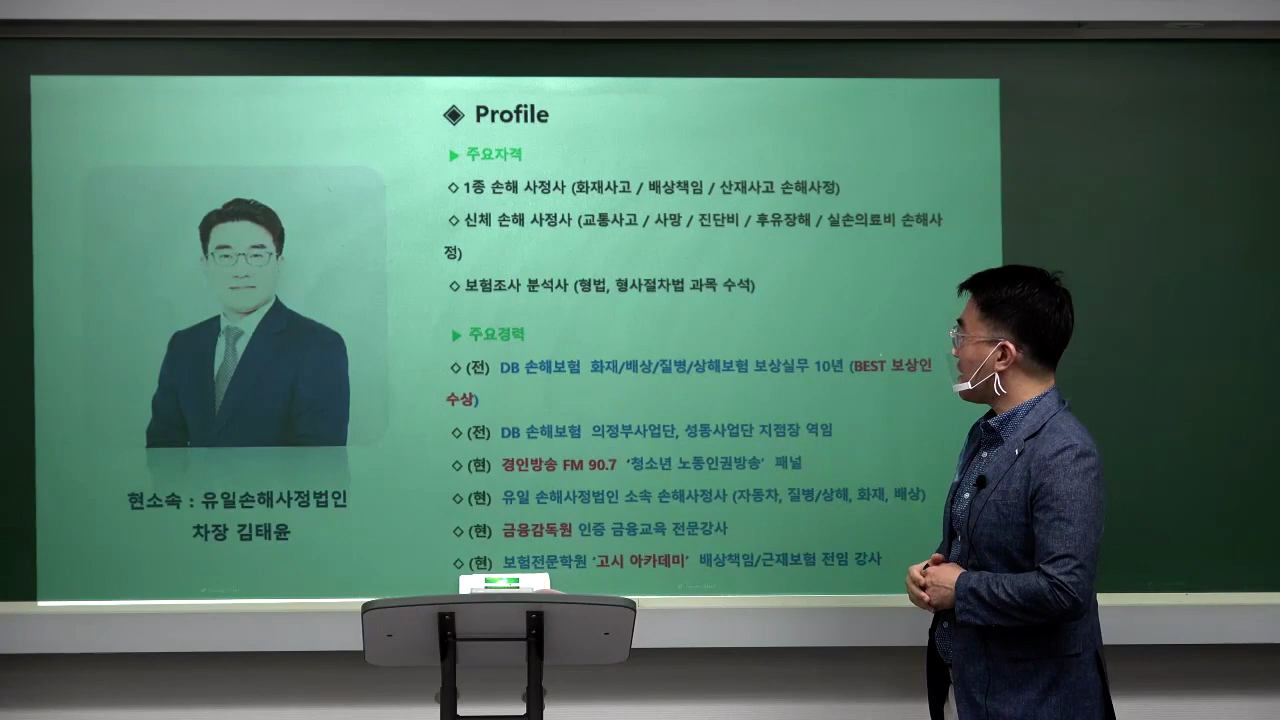 ◈ Profile
▶ 주요자격
◇ 1종 손해 사정사 (화재사고 / 배상책임 / 산재사고 손해사정)
◇ 신체 손해 사정사 (교통사고 / 사망 / 진단비 / 후유장해 / 실손의료비 손해사
정)
◇ 보험조사 분석사 (형법, 형사절차법 과목 수석)
▶ 주요경력
◇ (전) DB 손해보험 화재/배상/질병/상해보험 보상실무 10년 (BEST 보상인
수상)
◇ (전) DB 손해보험 의정부사업단, 성동사업단 지점장 역임
◇ (현) 경인방송 FM 90.7 ‘청소년 노동인권방송’ 패널
◇ (현) 유일 손해사정법인 소속 손해사정사 (자동차, 질병/상해, 화재, 배상)
◇ (현) 금융감독원 인증 금융교육 전문강사
◇ (현) 보험전문학원 ‘고시 아카데미’ 배상책임/근재보험 전임 강사
현소속 : 유일손해사정법인
차장 김태윤